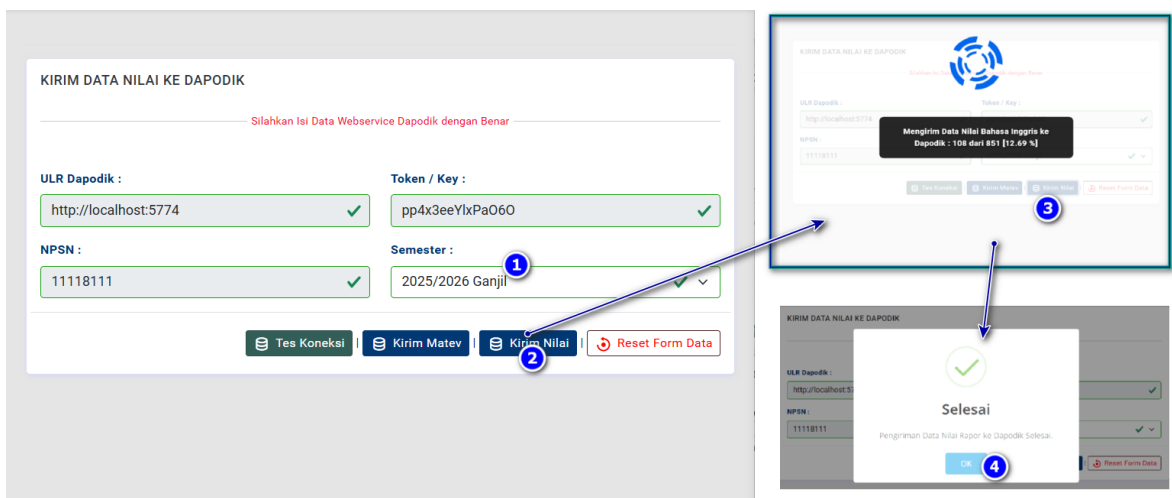 KIRIM DATA NILAI KE DAPODIK
Silahkan Isi Data Webservice Dapodik dengan Benar
ULR Dapodik :
Token / Key :
http://localhost:5774
pp4x3eeYlxPaO6O
NPSN :
Semester :
11118111
2025/2026 Ganjil
1
Tes Koneksi | Kirim Matev | Kirim Nilai | Reset Form Data
2
KIRIM DATA NILAI KE DAPODIK
ULR Dapodik :
Token / Key :
http://localhost:5774
Mengirim Data Nilai Bahasa Inggris ke
Dapodik : 108 dari 851 [12.69 %]
NPSN :
11118111
Tes Koneksi | Kirim Matev | Kirim Nilai | Reset Form Data
3
KIRIM DATA NILAI KE DAPODIK
ULR Dapodik :
http://localhost:57
NPSN :
11118111
Selesai
Pengiriman Data Nilai Rapor ke Dapodik Selesai.
OK
4
Reset Form Data